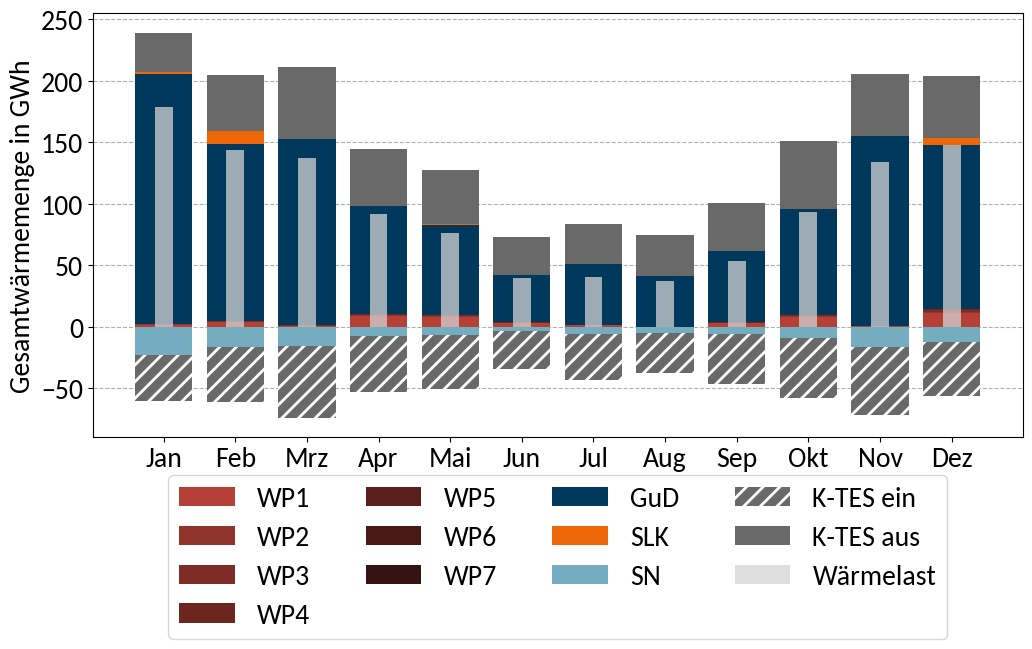 Gesamtwärmemenge in GWh
250
200
150
100
50
0
−50
Jan Feb Mrz Apr Mai Jun Jul Aug Sep Okt Nov Dez
WP1 WP5 GuD K-TES ein
WP2 WP6 SLK K-TES aus
WP3 WP7 SN Wärmelast
WP4